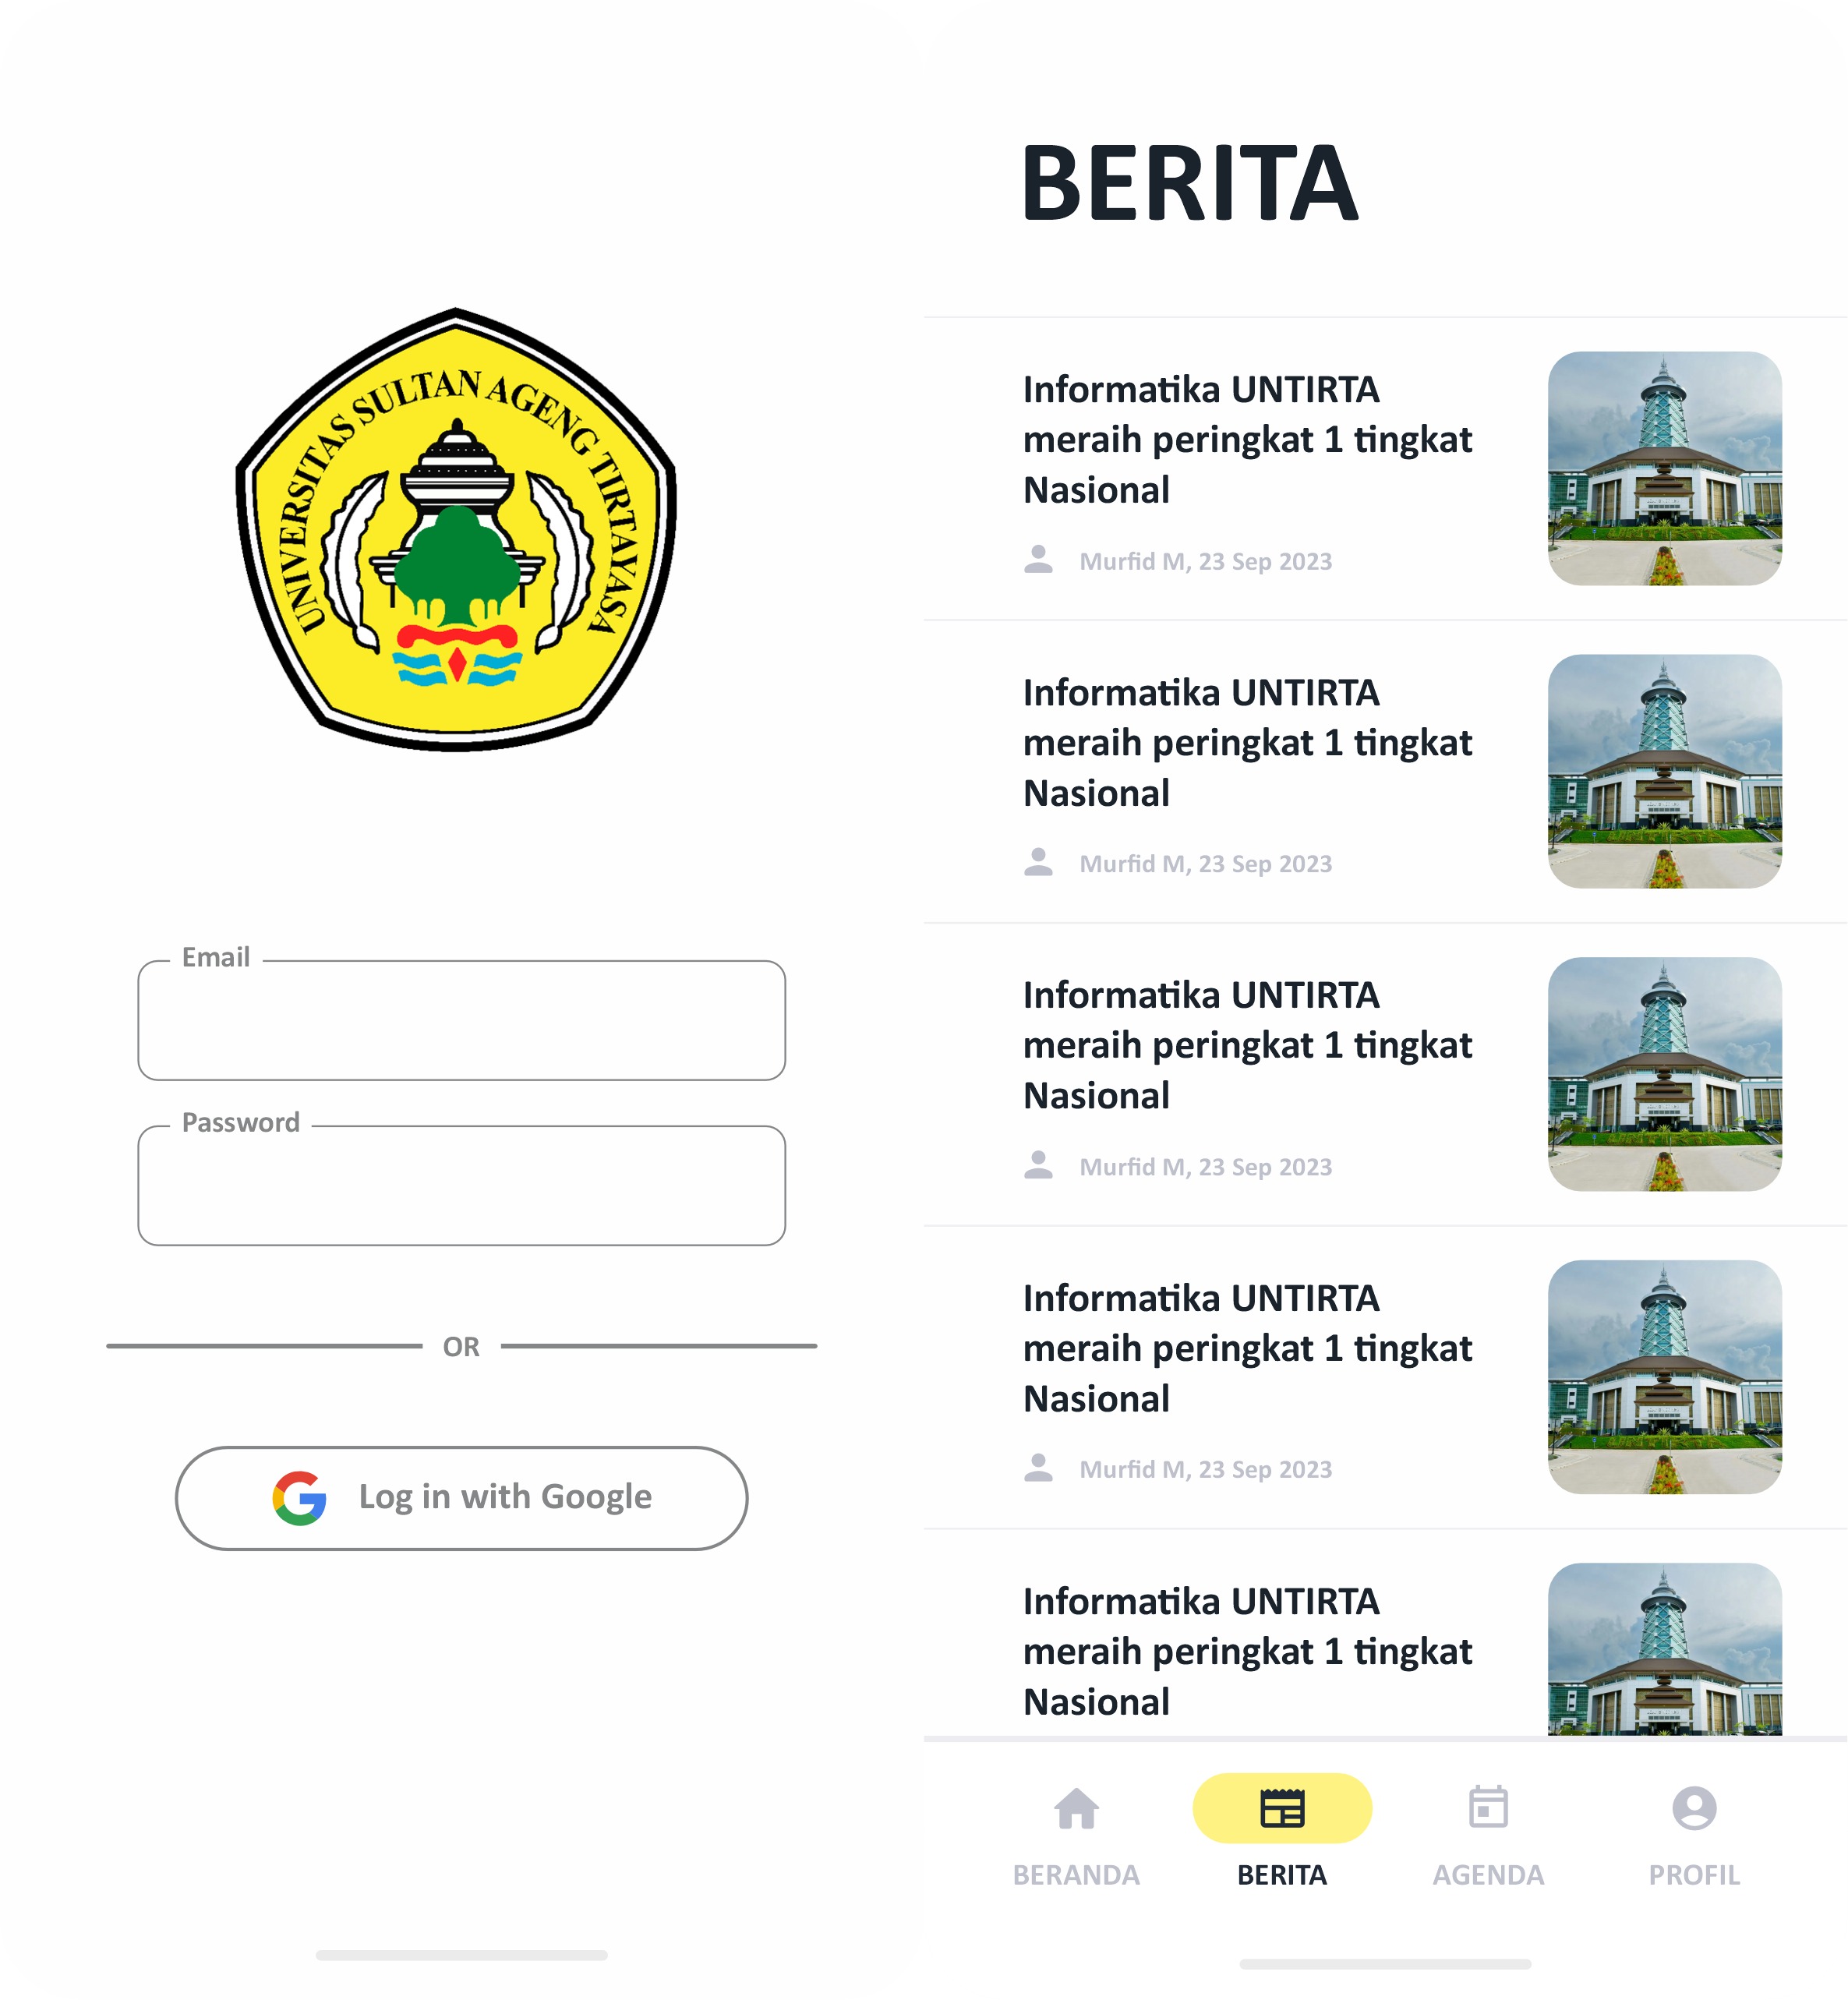 UNIVERSITAS SULTAN AGENG TIRTAYASA
Email
Password
OR
Log in with Google
BERITA
Informatika UNTIRTA
meraih peringkat 1 tingkat
Nasional
Murfid M, 23 Sep 2023
Informatika UNTIRTA
meraih peringkat 1 tingkat
Nasional
Murfid M, 23 Sep 2023
Informatika UNTIRTA
meraih peringkat 1 tingkat
Nasional
Murfid M, 23 Sep 2023
Informatika UNTIRTA
meraih peringkat 1 tingkat
Nasional
Murfid M, 23 Sep 2023
Informatika UNTIRTA
meraih peringkat 1 tingkat
Nasional
BERANDA
BERITA
AGENDA
PROFIL